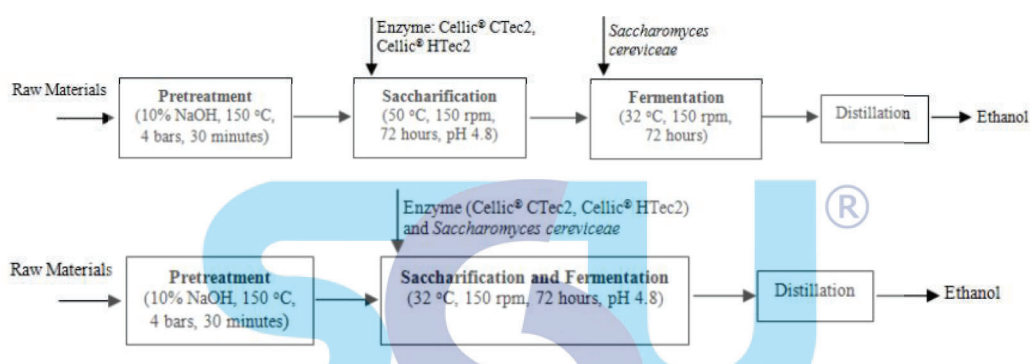 Enzyme: Cellic® CTec2,
Cellic® HTec2
Saccharomyces
cereviceae
Raw Materials
Pretreatment
(10% NaOH, 150 °C,
4 bars, 30 minutes)
Saccharification
(50 °C, 150 rpm,
72 hours, pH 4.8)
Fermentation
(32 °C, 150 rpm,
72 hours)
Distillation
Ethanol
Enzyme (Cellic® CTec2, Cellic® HTec2)
and Saccharomyces cereviceae
Raw Materials
Pretreatment
(10% NaOH, 150 °C,
4 bars, 30 minutes)
Saccharification and Fermentation
(32 °C, 150 rpm, 72 hours, pH 4.8)
Distillation
Ethanol
SGU
®